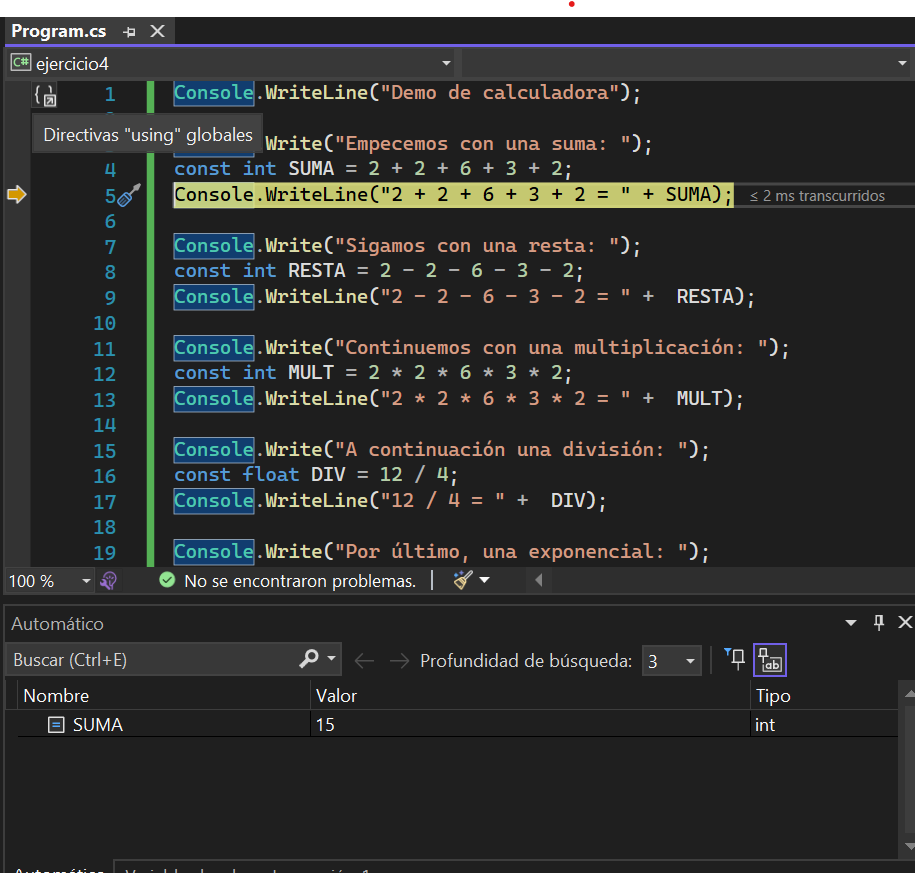 Program.cs
C# ejercicio4
1 Console.WriteLine("Demo de calculadora");
Directivas "using" globales
Write("Empecemos con una suma: ");
4 const int SUMA = 2 + 2 + 6 + 3 + 2;
5 Console.WriteLine("2 + 2 + 6 + 3 + 2 = " + SUMA); ≤ 2 ms transcurridos
6
7 Console.Write("Sigamos con una resta: ");
8 const int RESTA = 2 - 2 - 6 - 3 - 2;
9 Console.WriteLine("2 - 2 - 6 - 3 - 2 = " +  RESTA);
10
11 Console.Write("Continuemos con una multiplicación: ");
12 const int MULT = 2 * 2 * 6 * 3 * 2;
13 Console.WriteLine("2 * 2 * 6 * 3 * 2 = " +  MULT);
14
15 Console.Write("A continuación una división: ");
16 const float DIV = 12 / 4;
17 Console.WriteLine("12 / 4 = " +  DIV);
18
19 Console.Write("Por último, una exponencial: ");
100 % No se encontraron problemas.
Automático
Buscar (Ctrl+E) Profundidad de búsqueda: 3
Nombre Valor Tipo
SUMA 15 int